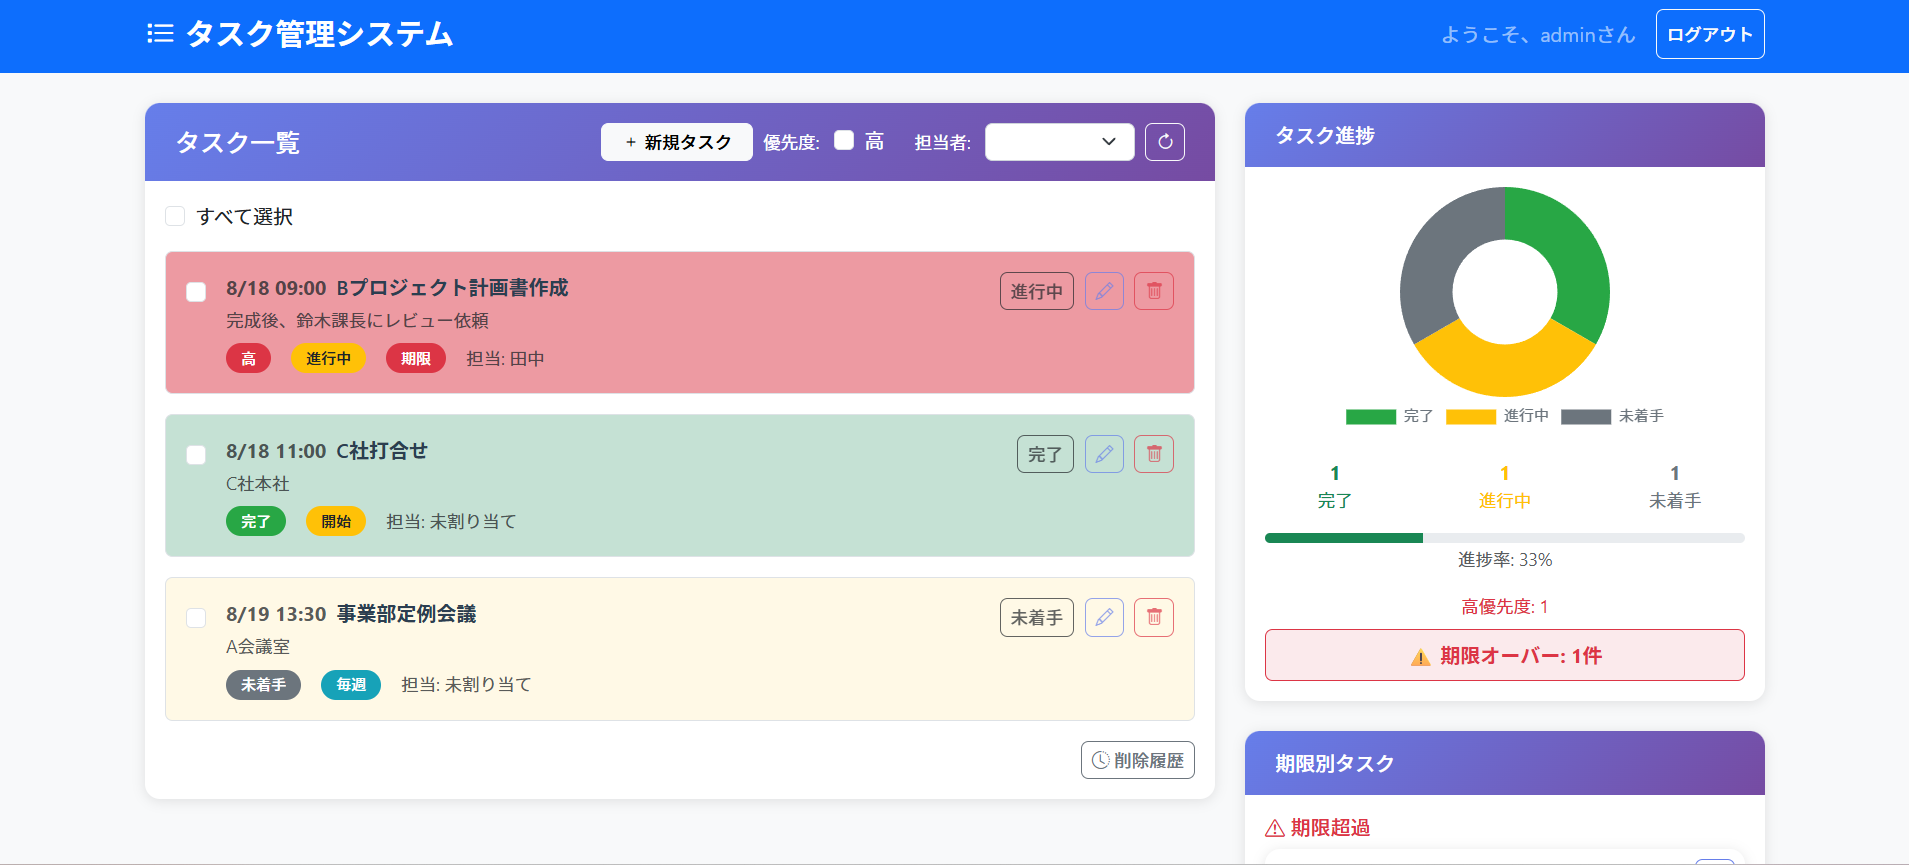 タスク管理システム
ようこそ、adminさん ログアウト
タスク一覧
+ 新規タスク 優先度: 高 担当者:
すべて選択
8/18 09:00 Bプロジェクト計画書作成
完成後、鈴木課長にレビュー依頼
高 進行中 期限 担当: 田中
進行中
8/18 11:00 C社打合せ
C社本社
完了 開始 担当: 未割り当て
完了
8/19 13:30 事業部定例会議
A会議室
未着手 毎週 担当: 未割り当て
未着手
削除履歴
タスク進捗
完了 進行中 未着手
1 1 1
完了 進行中 未着手
進捗率: 33%
高優先度: 1
期限オーバー: 1件
期限別タスク
期限超過